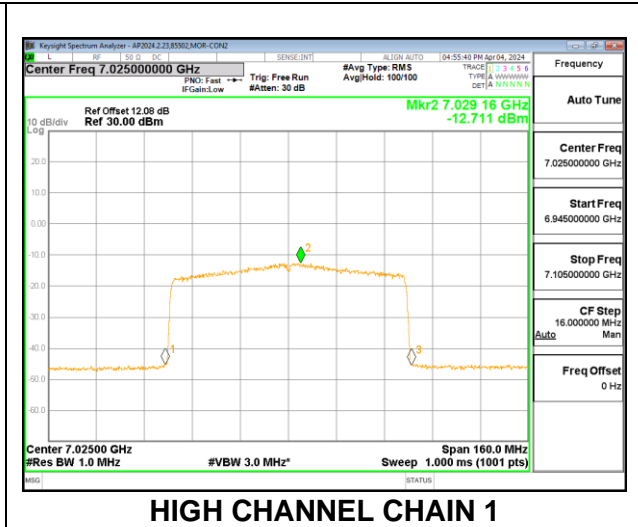 Keysight Spectrum Analyzer - AP2024.2.23,85502,MOR-CON2
L RF 50 Ω DC SENSE:INT ALIGN AUTO 04:55:40 PM Apr 04, 2024
Center Freq 7.025000000 GHz
PNO: Fast
IFGain:Low
Trig: Free Run
#Atten: 30 dB
#Avg Type: RMS
Avg|Hold: 100/100
TRACE 1 2 3 4 5 6
TYPE A WWWWW
DET A N N N N N
Ref Offset 12.08 dB
10 dB/div Ref 30.00 dBm
Log
Mkr2 7.029 16 GHz
-12.711 dBm
20.0
10.0
0.00
-10.0
-20.0
-30.0
-40.0
-50.0
-60.0
1
2
3
Center 7.02500 GHz Span 160.0 MHz
#Res BW 1.0 MHz #VBW 3.0 MHz* Sweep 1.000 ms (1001 pts)
MSG STATUS
Frequency
Auto Tune
Center Freq
7.025000000 GHz
Start Freq
6.945000000 GHz
Stop Freq
7.105000000 GHz
CF Step
16.000000 MHz
Auto Man
Freq Offset
0 Hz
HIGH CHANNEL CHAIN 1